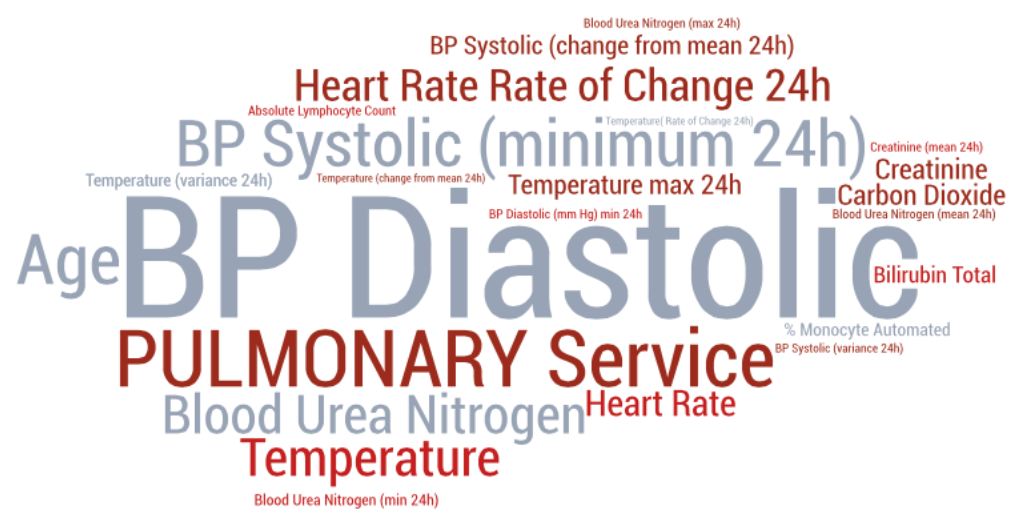 Blood Urea Nitrogen (max 24h)
BP Systolic (change from mean 24h)
Heart Rate Rate of Change 24h
Absolute Lymphocyte Count
Temperature( Rate of Change 24h)
BP Systolic (minimum 24h)
Creatinine (mean 24h)
Creatinine
Temperature (variance 24h)
Temperature (change from mean 24h)
Temperature max 24h
Carbon Dioxide
BP Diastolic (mm Hg) min 24h
Blood Urea Nitrogen (mean 24h)
Age
BP Diastolic
Bilirubin Total
% Monocyte Automated
BP Systolic (variance 24h)
PULMONARY Service
Heart Rate
Blood Urea Nitrogen
Temperature
Blood Urea Nitrogen (min 24h)